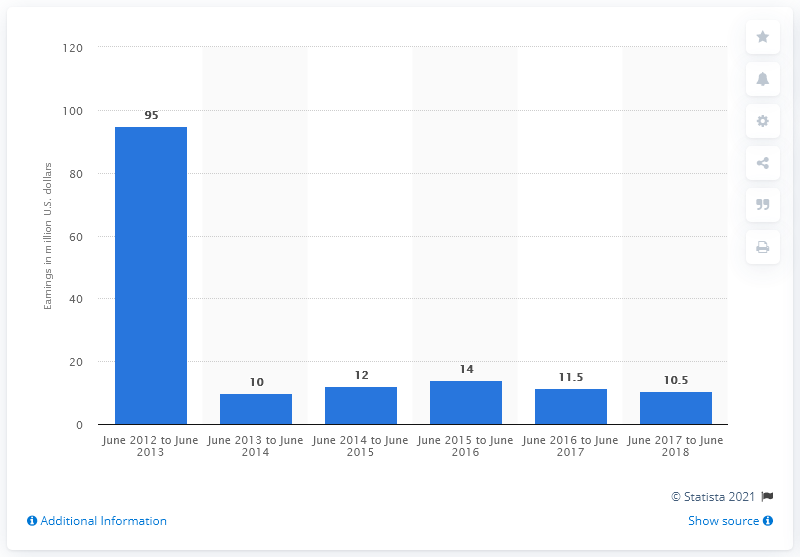 Earnings in million U.S. dollars
120
100
80
60
40
20
0
95
10
12
14
11.5
10.5
June 2012 to June
2013
June 2013 to June
2014
June 2014 to June
2015
June 2015 to June
2016
June 2016 to June
2017
June 2017 to June
2018
© Statista 2021
Additional Information
Show source